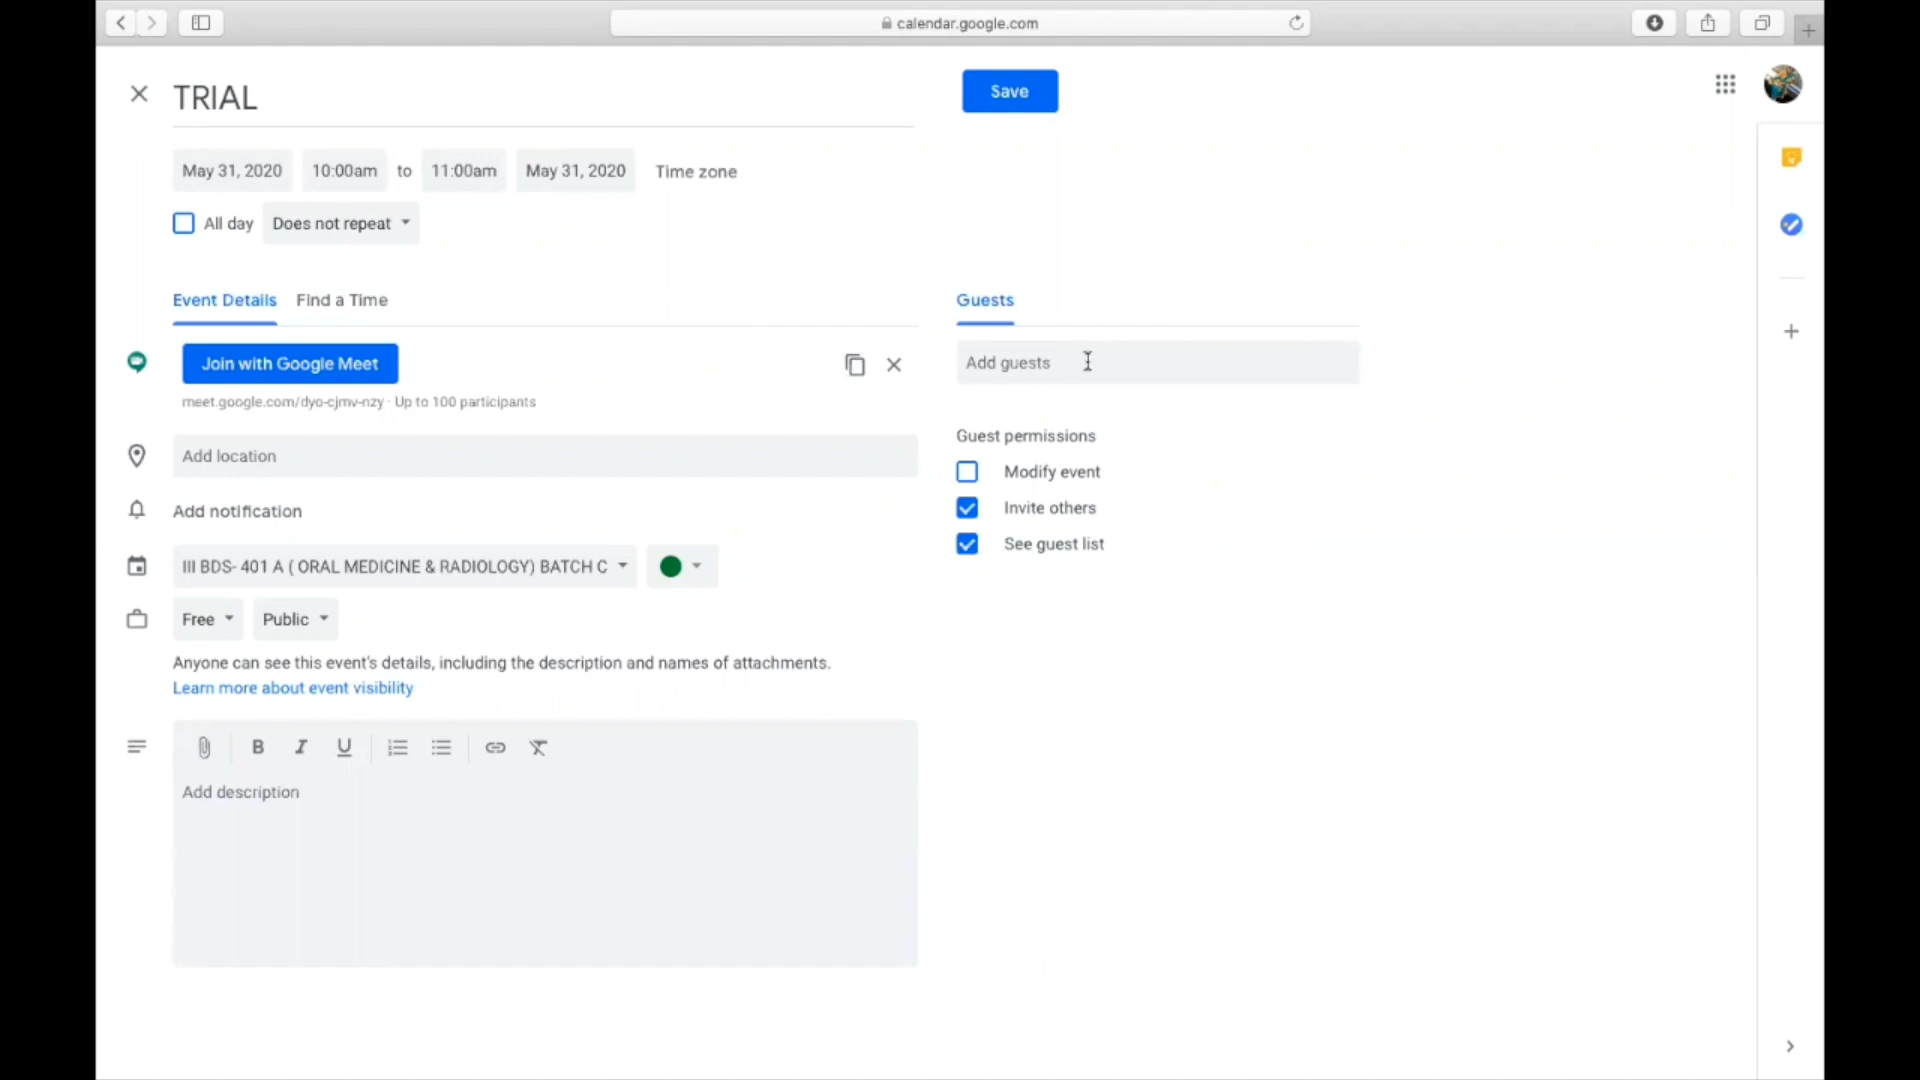 calendar.google.com
TRIAL
Save
May 31, 2020 10:00am to 11:00am May 31, 2020 Time zone
All day Does not repeat
Event Details Find a Time
Guests
Join with Google Meet
Add guests
meet.google.com/dyo-cjmv-nzy · Up to 100 participants
Guest permissions
Add location
Modify event
Add notification
Invite others
See guest list
III BDS- 401 A ( ORAL MEDICINE & RADIOLOGY) BATCH C
Free Public
Anyone can see this event's details, including the description and names of attachments.
Learn more about event visibility
B I U
Add description